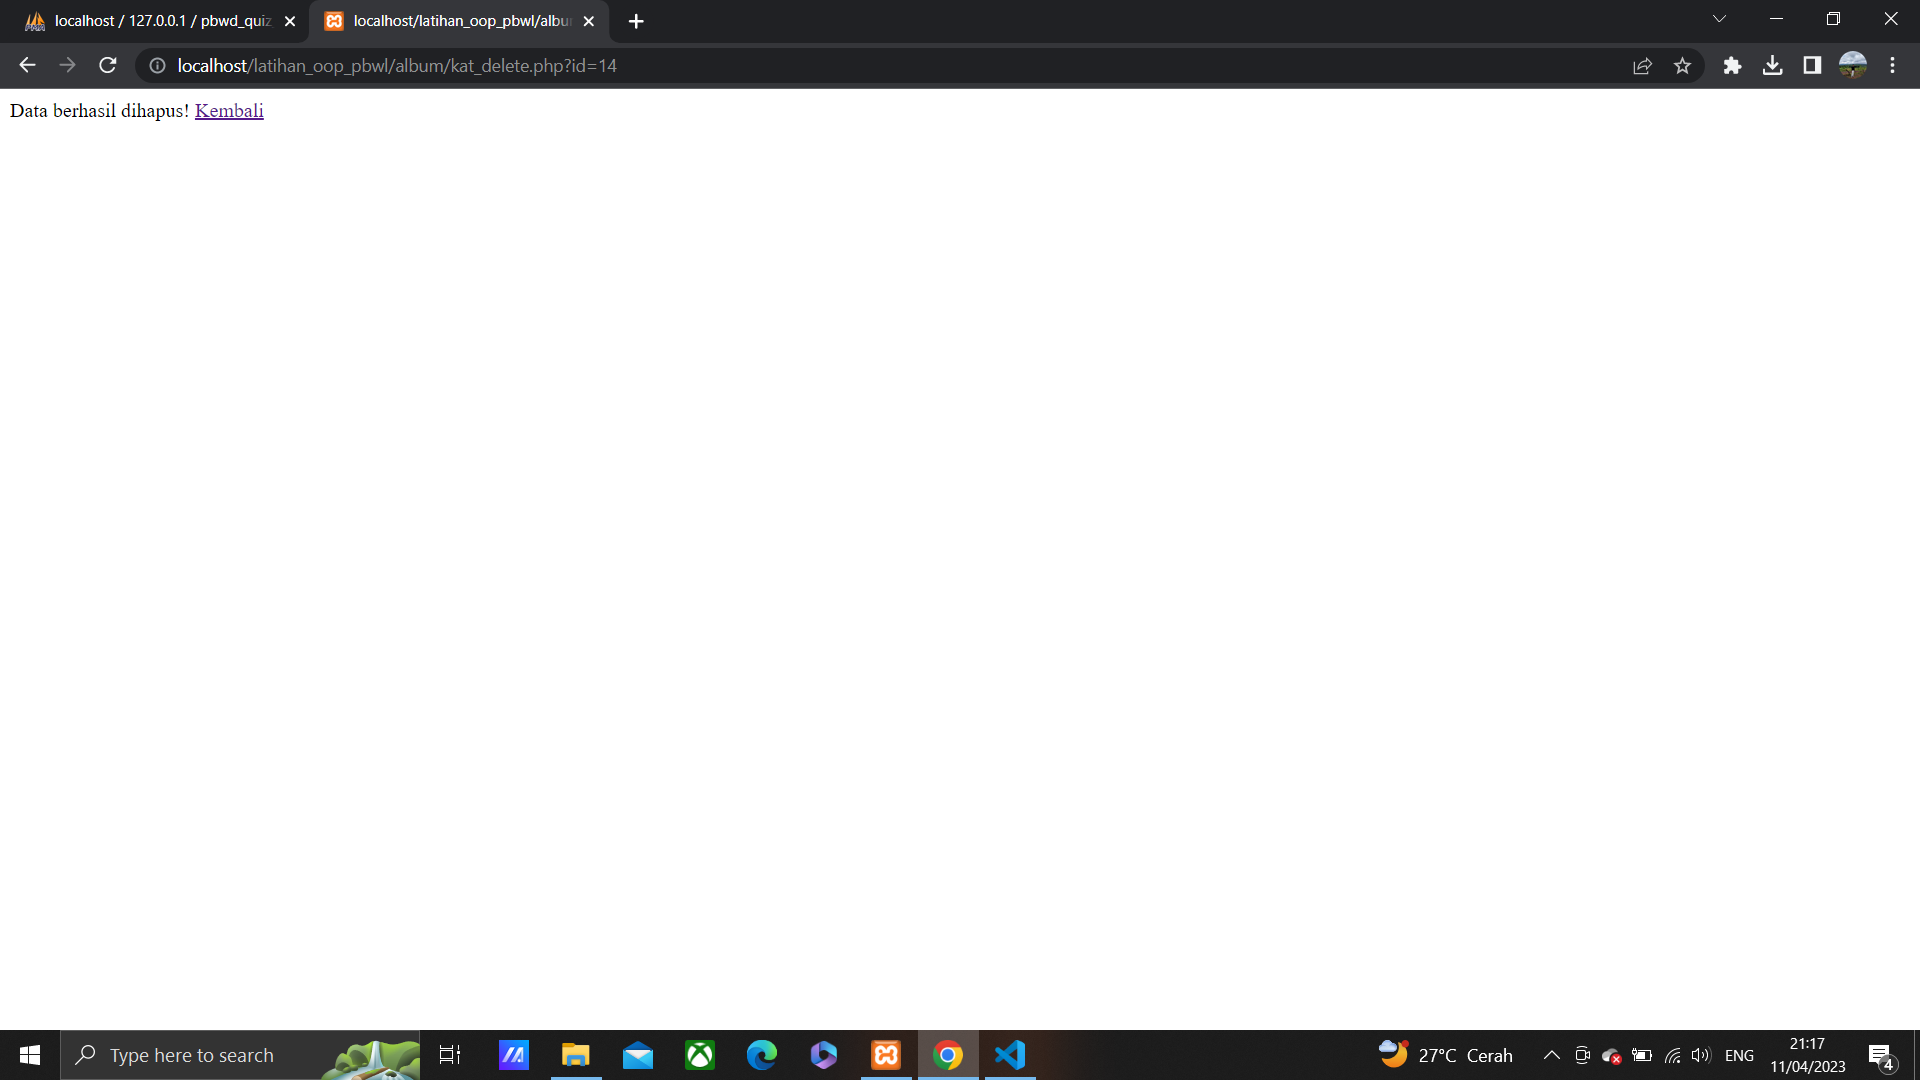 localhost / 127.0.0.1 / pbwd_quiz
localhost/latihan_oop_pbwl/albu
localhost/latihan_oop_pbwl/album/kat_delete.php?id=14
Data berhasil dihapus! Kembali
Type here to search
27°C Cerah
ENG
21:17
11/04/2023
4